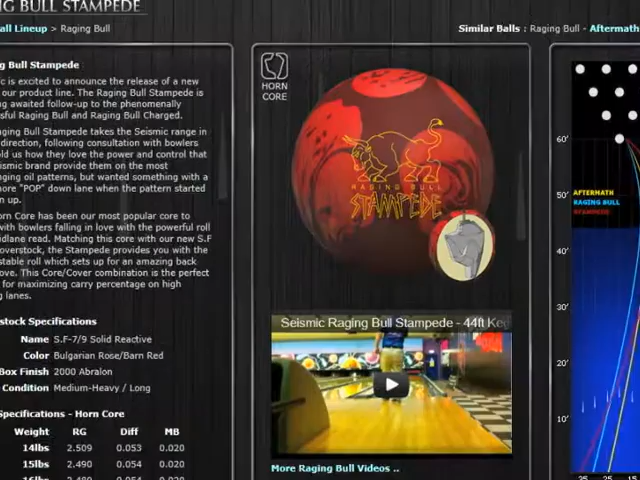 NG BULL STAMPEDE
all Lineup > Raging Bull
Similar Balls : Raging Bull - Aftermath
g Bull Stampede
c is excited to announce the release of a new
our product line. The Raging Bull Stampede is
ng awaited follow-up to the phenomenally
sful Raging Bull and Raging Bull Charged.
ging Bull Stampede takes the Seismic range in
direction, following consultation with bowlers
ld us how they love the power and control that
ismic brand provide them on the most
nging oil patterns, but wanted something with a
ore "POP" down lane when the pattern started
n up.
orn Core has been our most popular core to
with bowlers falling in love with the powerful roll
idlane read. Matching this core with our new S.F
overstock, the Stampede provides you with the
stable roll which sets up for an amazing back
ove. This Core/Cover combination is the perfect
for maximizing carry percentage on high
g lanes.
stock Specifications
Name S.F-7/9 Solid Reactive
Color Bulgarian Rose/Barn Red
Box Finish 2000 Abralon
Condition Medium-Heavy / Long
Specifications - Horn Core
Weight RG Diff MB
14lbs 2.509 0.053 0.020
15lbs 2.490 0.054 0.020
HORN
CORE
RAGING BULL
STAMPEDE
Seismic Raging Bull Stampede - 44ft Keg
More Raging Bull Videos ..
60'
50'
AFTERMATH
RAGING BULL
STAMPEDE
40'
30'
20'
10'